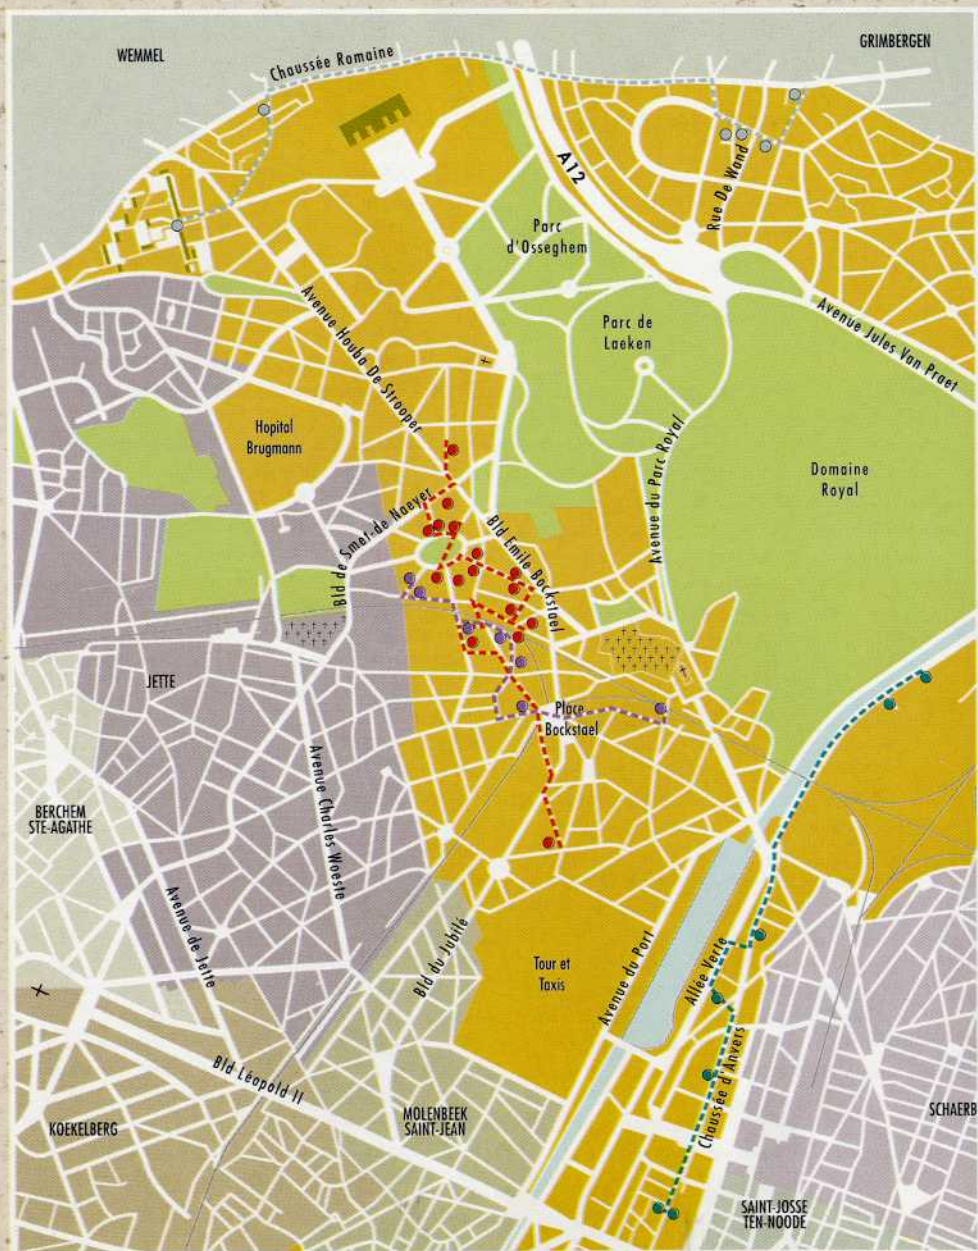 WEMMEL
Chaussée Romaine
GRIMBERGEN
A12
Rue De Wand
Parc
d'Osseghem
Avenue Houba De Strooper
Parc de
Laeken
Avenue Jules Van Praet
Hopital
Brugmann
Avenue du Parc Royal
Domaine
Royal
Bld de Smet-de Naeyer
Bld Emile Bockstael
JETTE
Place
Bockstael
Avenue Charles Woeste
BERCHEM
STE-AGATHE
Avenue de Jette
Bld du Jubilé
Tour et
Taxis
Avenue du Port
Allée Verte
Chaussée d'Anvers
Bld Léopold II
KOEKELBERG
MOLENBEEK
SAINT-JEAN
SCHAERB
SAINT-JOSSE
TEN-NOODE